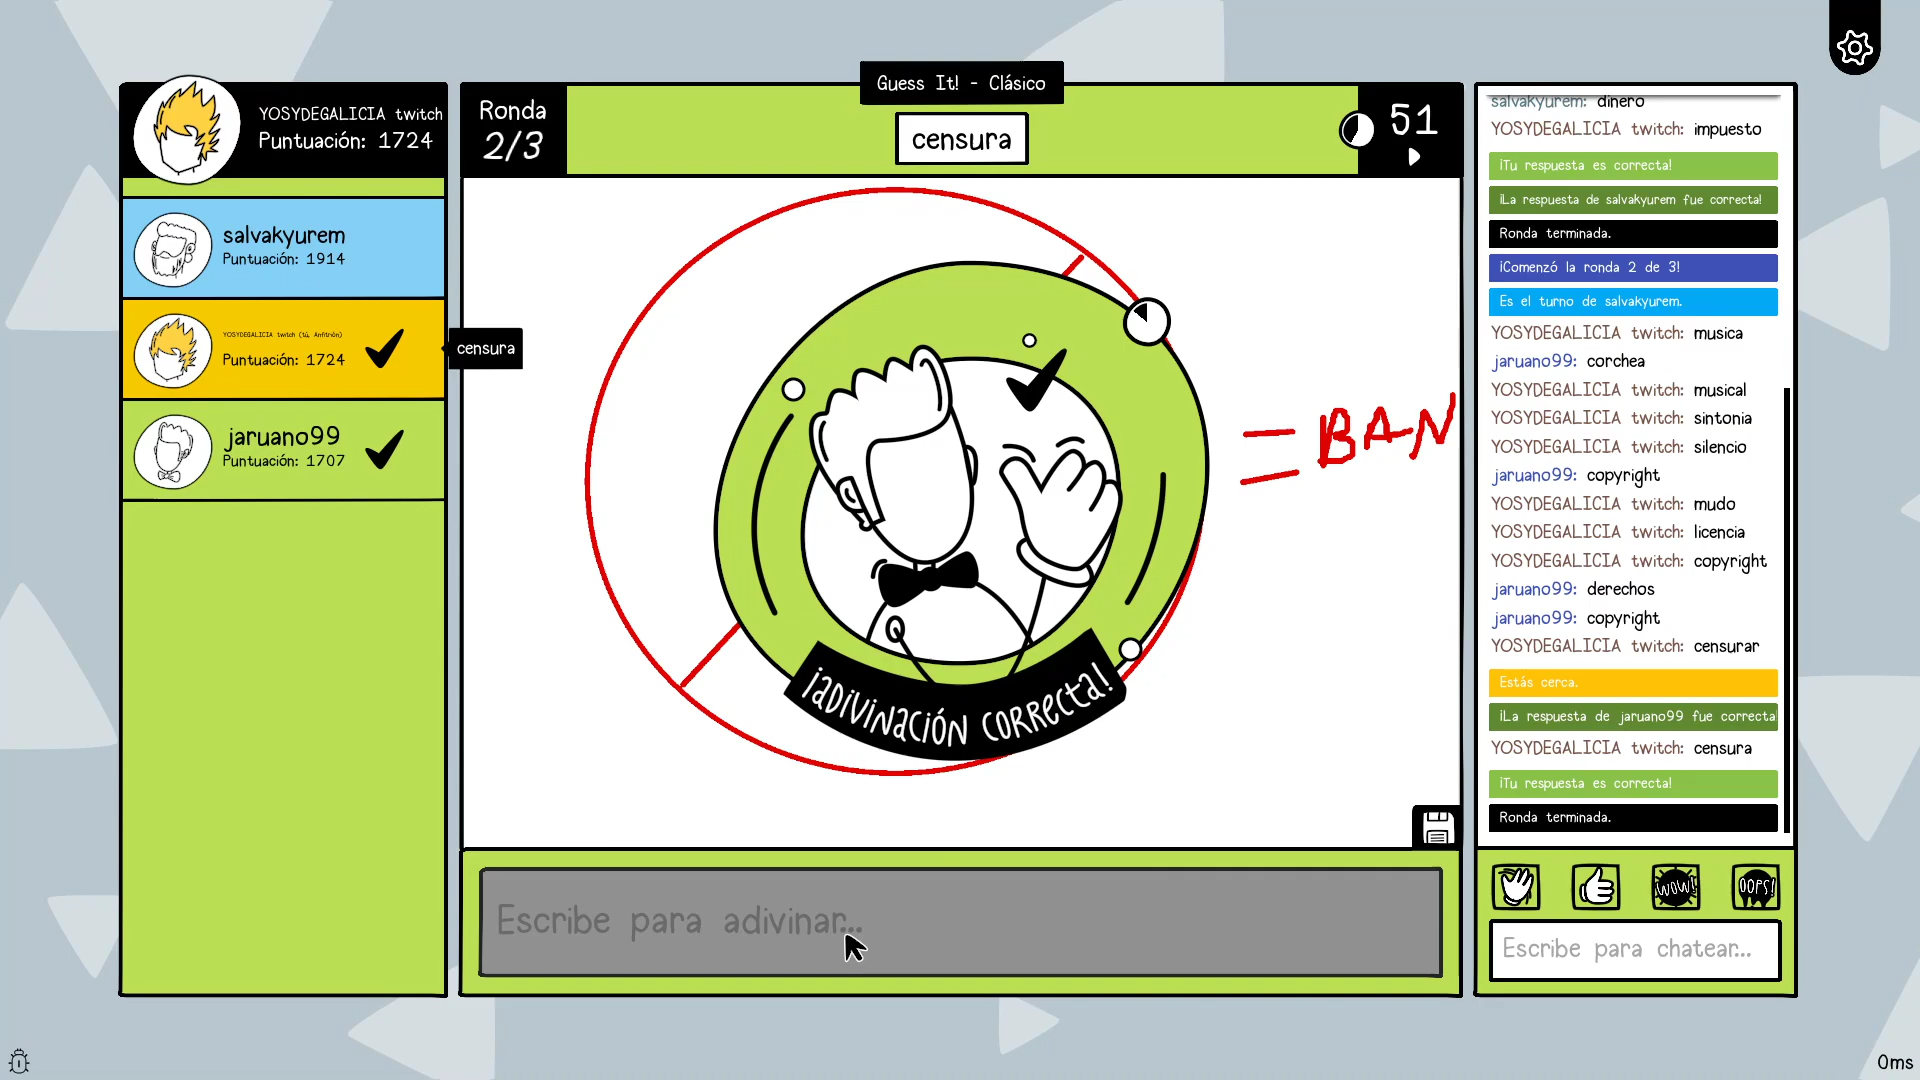 YOSYDEGALICIA twitch
Puntuación: 1724
salvakyurem
Puntuación: 1914
YOSYDEGALICIA twitch (tú, Anfitrión)
Puntuación: 1724
jaruano99
Puntuación: 1707
censura
Ronda
2/3
Guess It! - Clásico
censura
51
= BAN
¡ADIVINACIÓN CORRECTA!
Escribe para adivinar...
salvakyurem: dinero
YOSYDEGALICIA twitch: impuesto
¡Tu respuesta es correcta!
¡La respuesta de salvakyurem fue correcta!
Ronda terminada.
¡Comenzó la ronda 2 de 3!
Es el turno de salvakyurem.
YOSYDEGALICIA twitch: musica
jaruano99: corchea
YOSYDEGALICIA twitch: musical
YOSYDEGALICIA twitch: sintonia
YOSYDEGALICIA twitch: silencio
jaruano99: copyright
YOSYDEGALICIA twitch: mudo
YOSYDEGALICIA twitch: licencia
YOSYDEGALICIA twitch: copyright
jaruano99: derechos
jaruano99: copyright
YOSYDEGALICIA twitch: censurar
Estás cerca.
¡La respuesta de jaruano99 fue correcta
YOSYDEGALICIA twitch: censura
¡Tu respuesta es correcta!
Ronda terminada.
WOW!
OOPS!
Escribe para chatear...
0ms